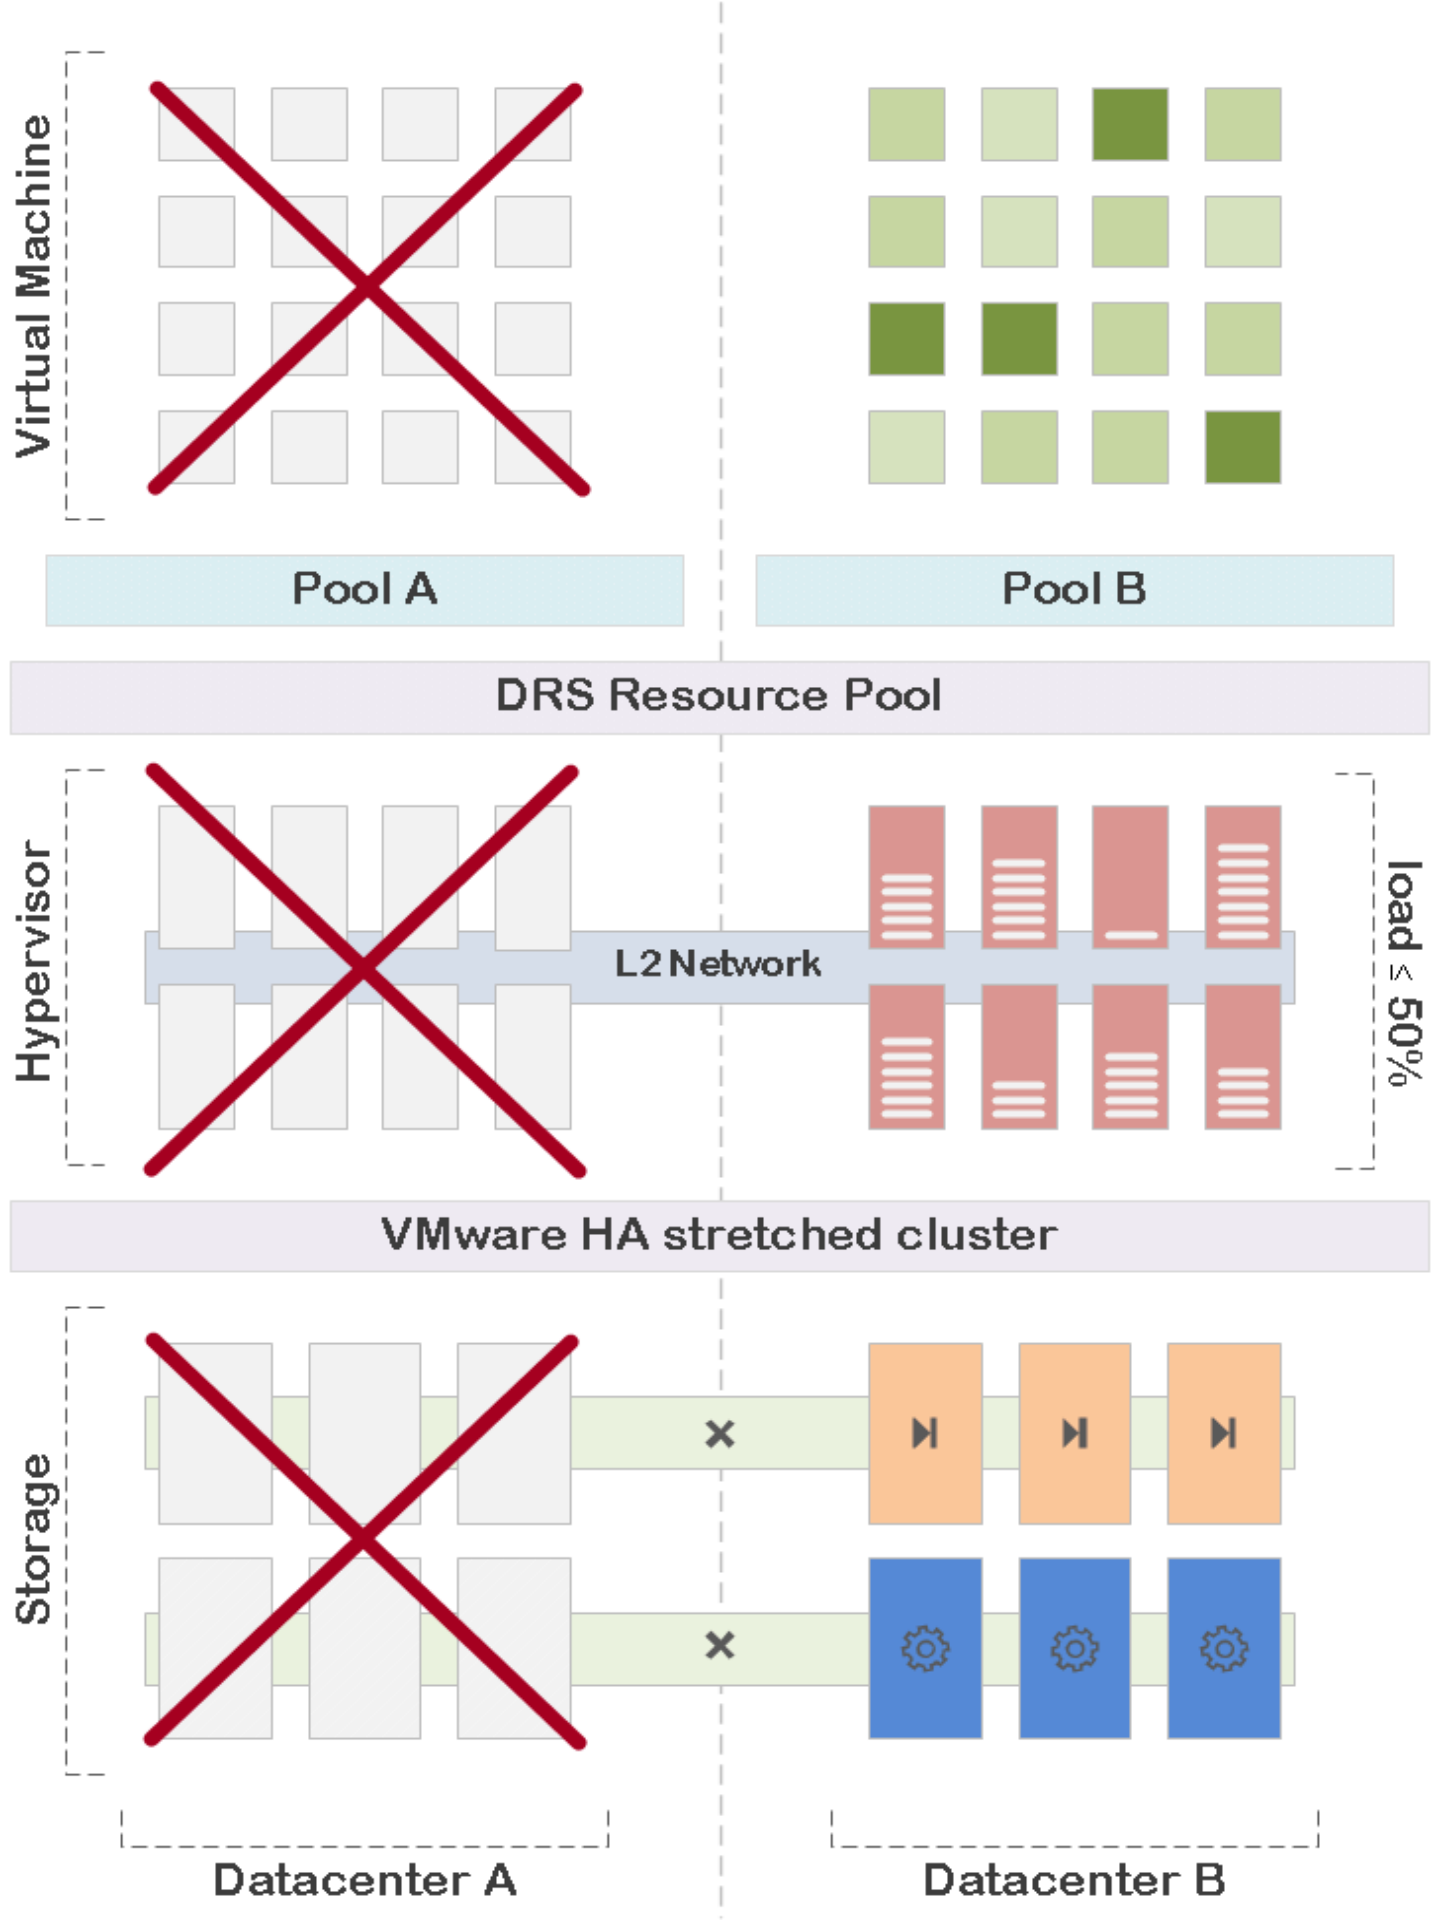 Virtual Machine
Pool A
Pool B
DRS Resource Pool
Hypervisor
L2 Network
load ≤ 50%
VMware HA stretched cluster
Storage
Datacenter A
Datacenter B